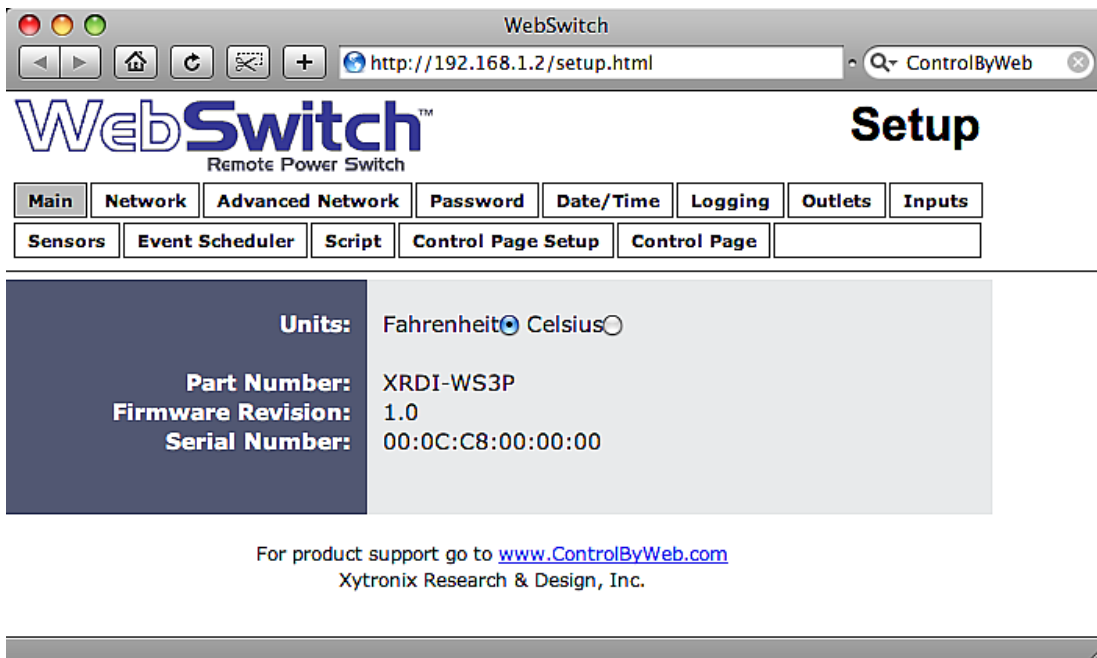 WebSwitch
http://192.168.1.2/setup.html
ControlByWeb
WebSwitch™
Remote Power Switch
Setup
Main Network Advanced Network Password Date/Time Logging Outlets Inputs
Sensors Event Scheduler Script Control Page Setup Control Page
Units: Fahrenheit Celsius
Part Number: XRDI-WS3P
Firmware Revision: 1.0
Serial Number: 00:0C:C8:00:00:00
For product support go to www.ControlByWeb.com
Xytronix Research & Design, Inc.